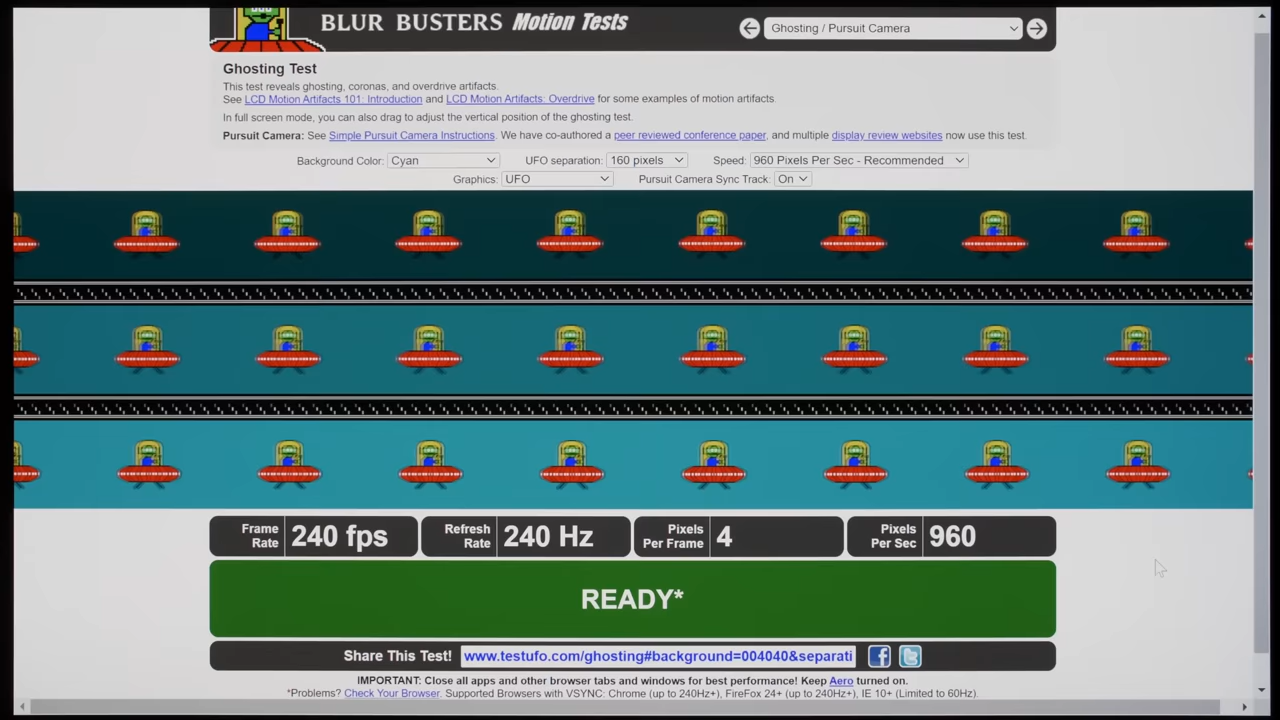 BLUR BUSTERS Motion Tests
Ghosting / Pursuit Camera
Ghosting Test
This test reveals ghosting, coronas, and overdrive artifacts.
See LCD Motion Artifacts 101: Introduction and LCD Motion Artifacts: Overdrive for some examples of motion artifacts.
In full screen mode, you can also drag to adjust the vertical position of the ghosting test.
Pursuit Camera: See Simple Pursuit Camera Instructions. We have co-authored a peer reviewed conference paper, and multiple display review websites now use this test.
Background Color: Cyan UFO separation: 160 pixels Speed: 960 Pixels Per Sec - Recommended
Graphics: UFO Pursuit Camera Sync Track: On
Frame Rate 240 fps
Refresh Rate 240 Hz
Pixels Per Frame 4
Pixels Per Sec 960
READY*
Share This Test! www.testufo.com/ghosting#background=004040&separati
IMPORTANT: Close all apps and other browser tabs and windows for best performance! Keep Aero turned on.
*Problems? Check Your Browser. Supported Browsers with VSYNC: Chrome (up to 240Hz+), FireFox 24+ (up to 240Hz+), IE 10+ (Limited to 60Hz).